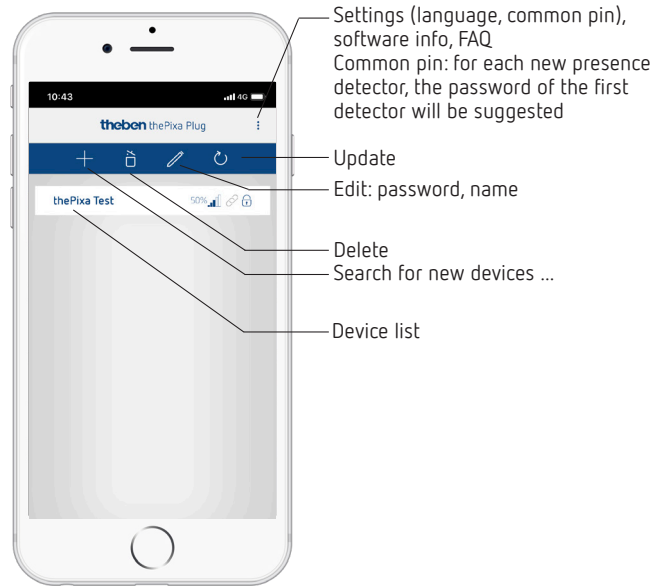 Settings (language, common pin),
software info, FAQ
Common pin: for each new presence
detector, the password of the first
detector will be suggested
10:43
4G
theben thePixa Plug
Update
Edit: password, name
thePixa Test
50%
Delete
Search for new devices ...
Device list